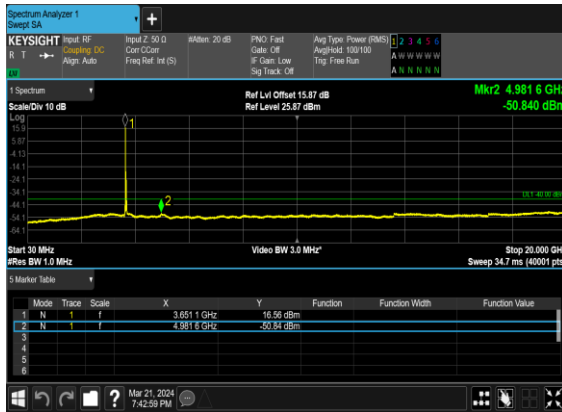 Spectrum Analyzer 1
Swept SA
+
KEYSIGHT Input: RF Input Z: 50 Ω #Atten: 20 dB PNO: Fast Avg Type: Power (RMS) 1 2 3 4 5 6
R T Coupling: DC Corr CCorr Gate: Off Avg|Hold: 100/100 A W W W W W
Align: Auto Freq Ref: Int (S) IF Gain: Low Trig: Free Run
Sig Track: Off A N N N N N
1 Spectrum Ref Lvl Offset 15.87 dB Mkr2 4.981 6 GHz
Scale/Div 10 dB Ref Level 25.87 dBm -50.840 dBm
Log
15.9
5.87
-4.13
-14.1
-24.1
-34.1
-44.1
-54.1
-64.1
1
2
Start 30 MHz Video BW 3.0 MHz* Stop 20.000 GHz
#Res BW 1.0 MHz Sweep 34.7 ms (40001 pts)
5 Marker Table
Mode Trace Scale X Y Function Function Width Function Value
1 N 1 f 3.651 1 GHz 16.56 dBm
2 N 1 f 4.981 6 GHz -50.84 dBm
3
4
5
6
? Mar 21, 2024
7:42:59 PM